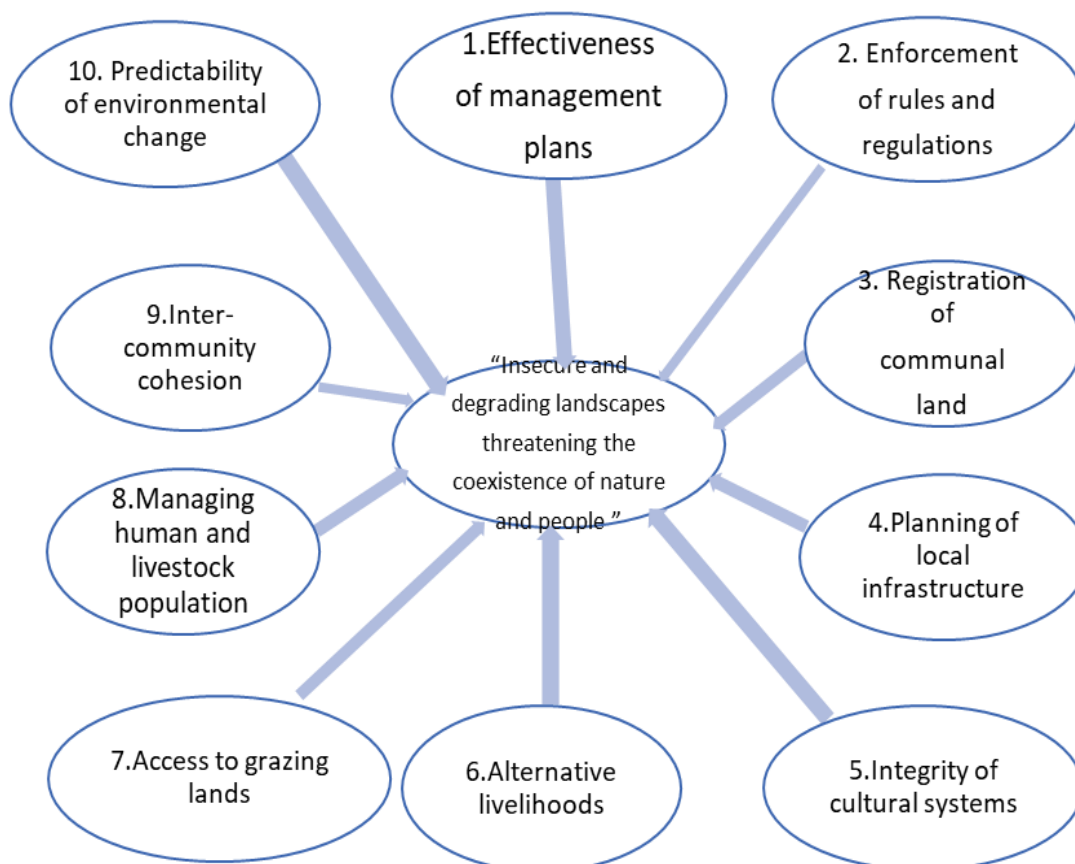 1.Effectiveness
of management
plans
2. Enforcement
of rules and
regulations
3. Registration
of
communal
land
4.Planning of
local
infrastructure
5.Integrity of
cultural systems
6.Alternative
livelihoods
7.Access to grazing
lands
8.Managing
human and
livestock
population
9.Inter-
community
cohesion
10. Predictability
of environmental
change
“Insecure and
degrading landscapes
threatening the
coexistence of nature
and people ”